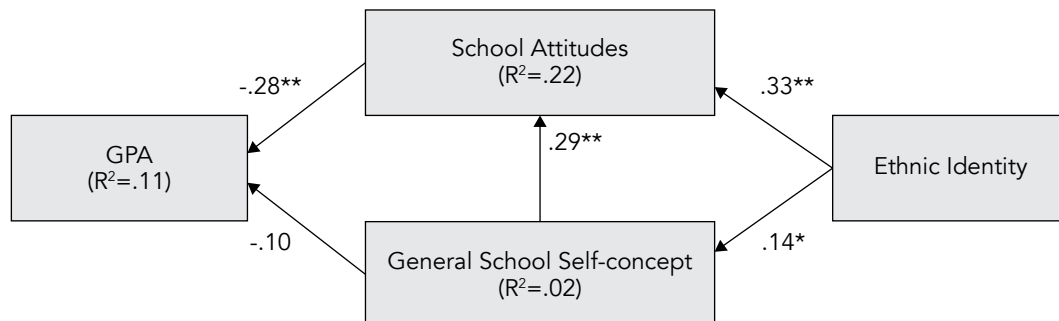 School Attitudes
(R²=.22)
-.28**
.33**
GPA
(R²=.11)
.29**
Ethnic Identity
-.10
General School Self-concept
(R²=.02)
.14*